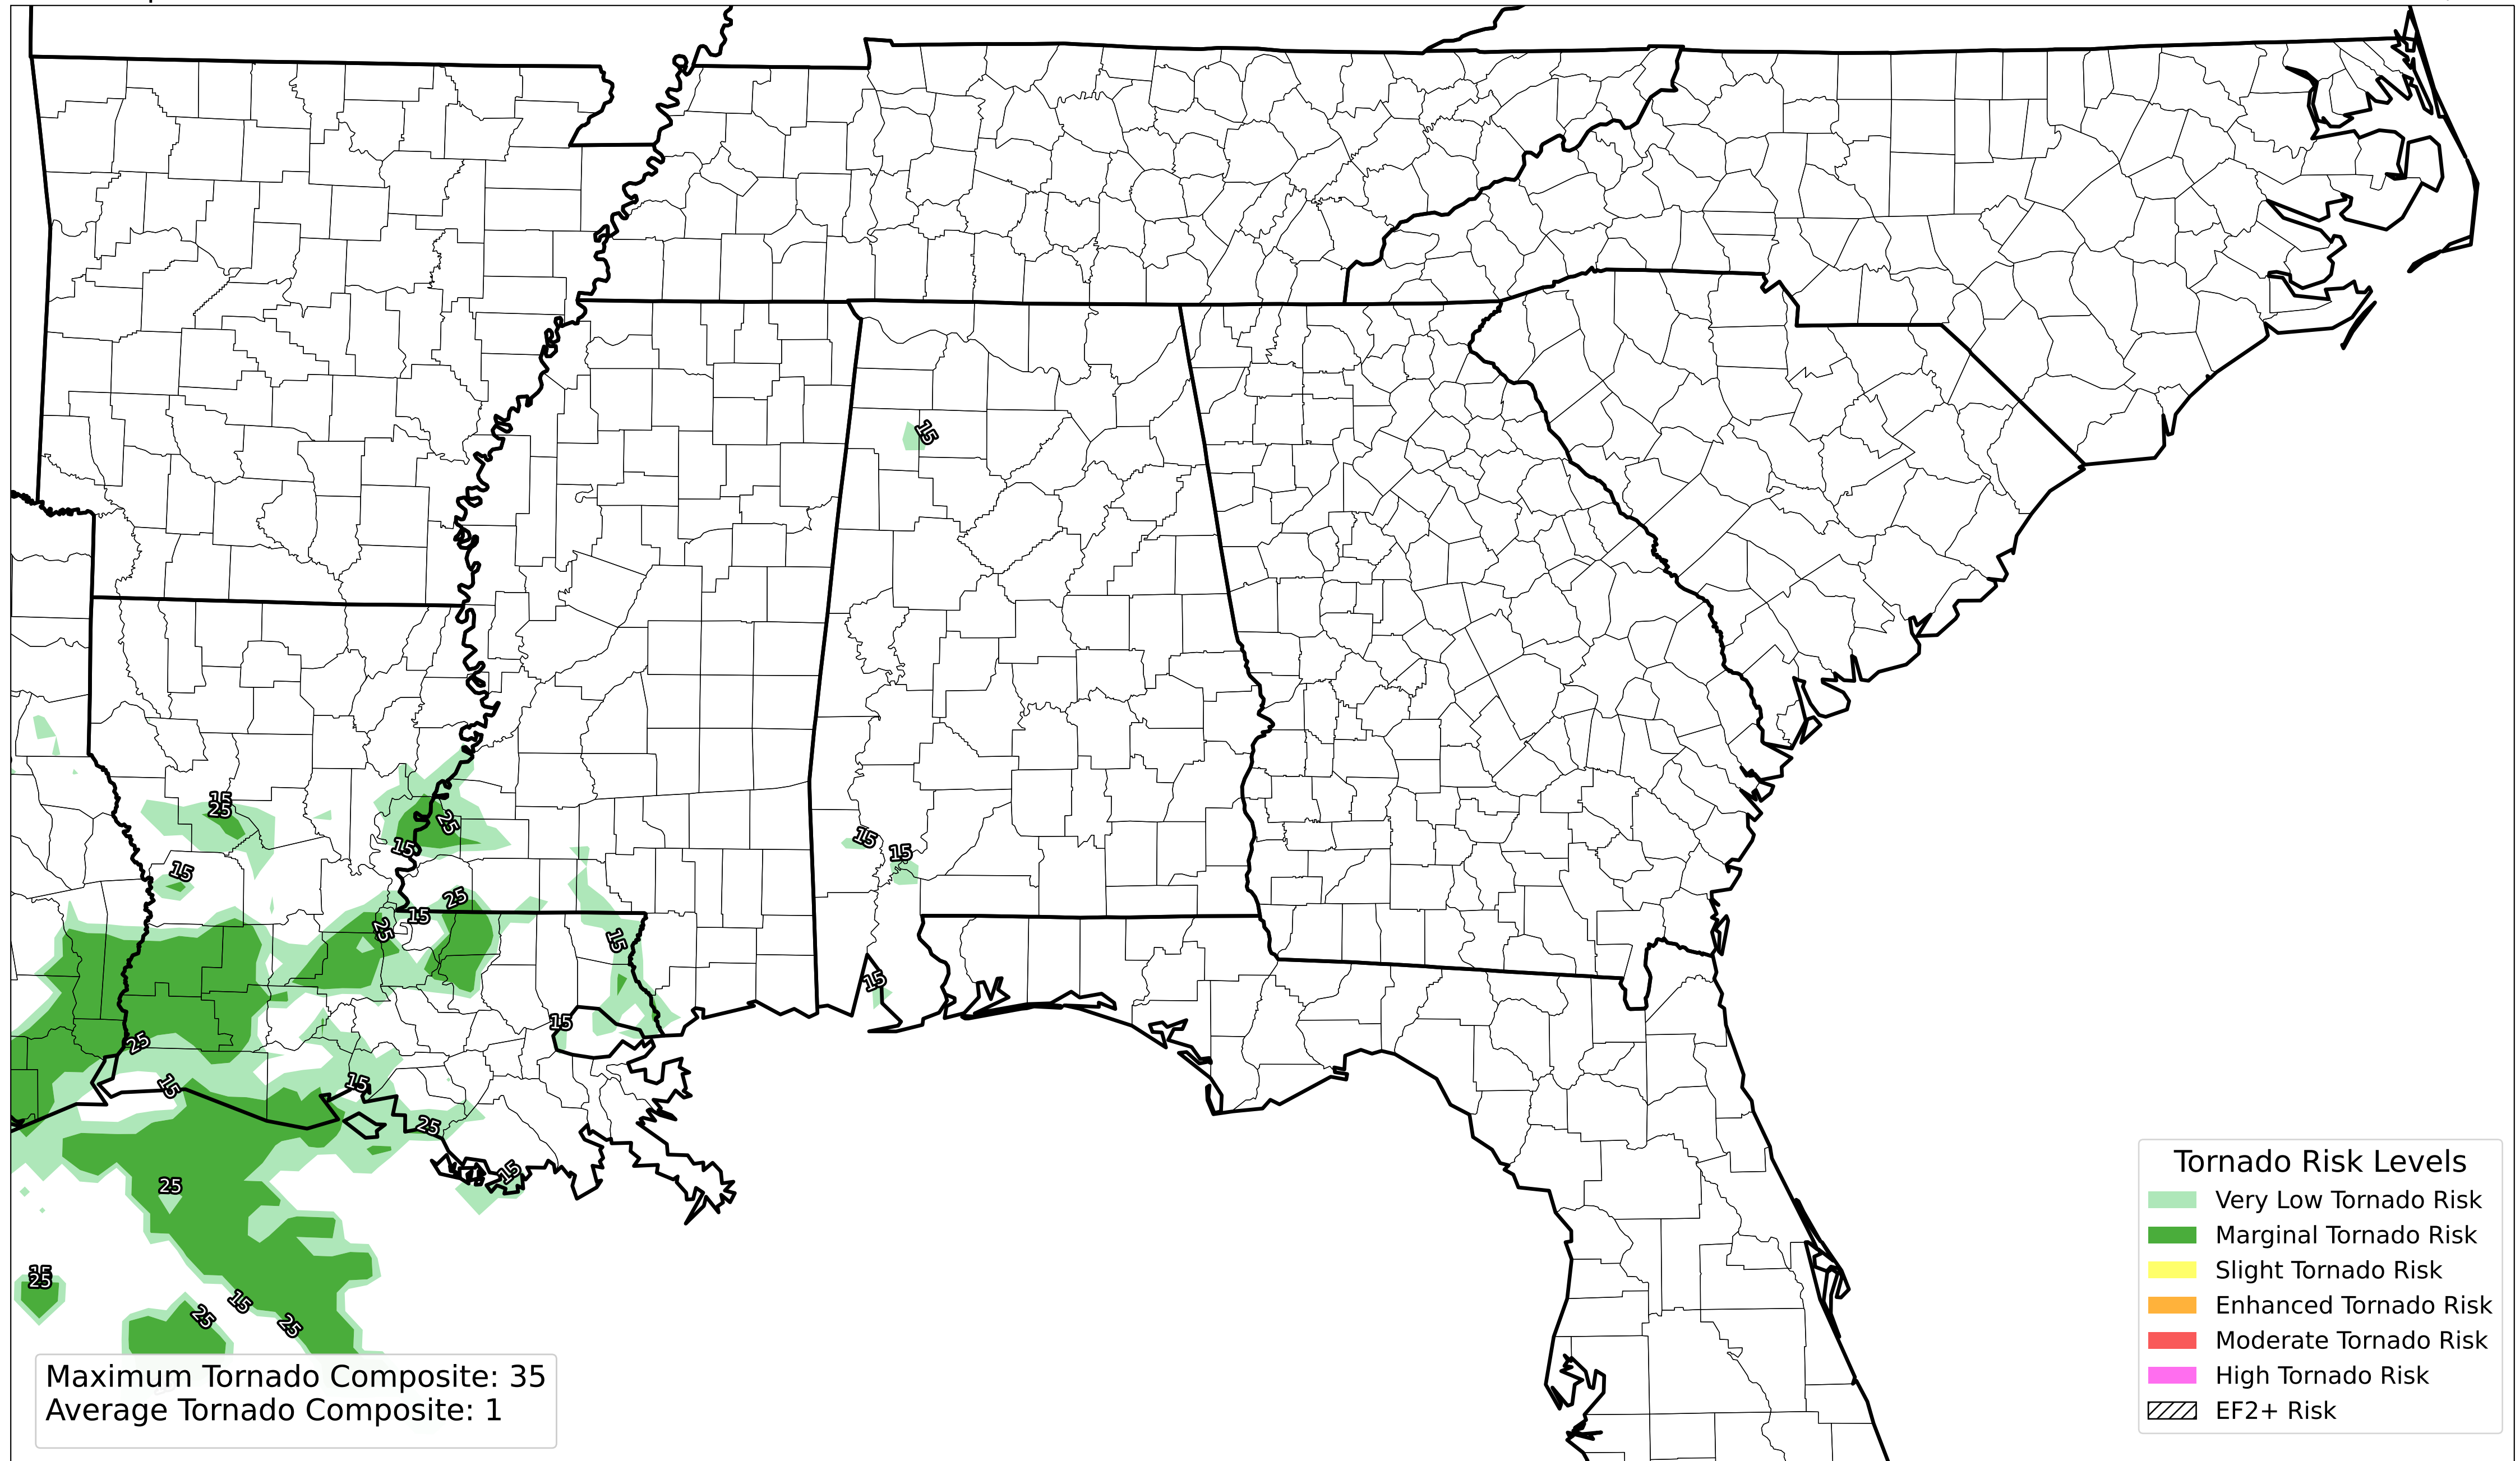 15
15
25
25
15
15
15
15
25
15
25
15
15
25
15
15
15
25
25
15
25
15
25
15
25
15
25
Maximum Tornado Composite: 35
Average Tornado Composite: 1
Tornado Risk Levels
Very Low Tornado Risk
Marginal Tornado Risk
Slight Tornado Risk
Enhanced Tornado Risk
Moderate Tornado Risk
High Tornado Risk
EF2+ Risk